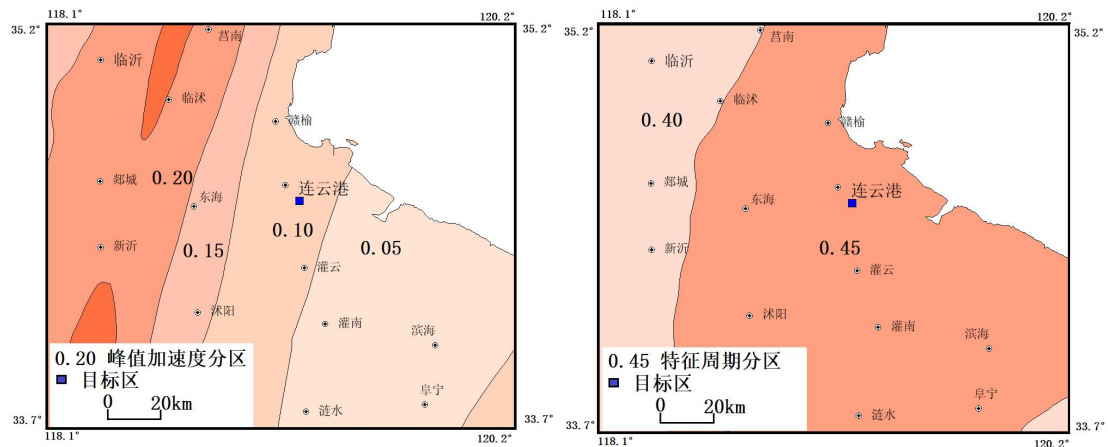 118.1°
120.2°
35.2°
35.2°
莒南
临沂
临沭
赣榆
郯城
0.20
连云港
东海
0.10
0.05
新沂
0.15
灌云
沭阳
灌南
滨海
0.20 峰值加速度分区
目标区
0
20km
阜宁
涟水
33.7°
33.7°
118.1°
120.2°
118.1°
120.2°
35.2°
35.2°
莒南
临沂
临沭
0.40
赣榆
郯城
连云港
东海
0.45
新沂
灌云
沭阳
灌南
滨海
0.45 特征周期分区
目标区
0
20km
阜宁
涟水
33.7°
33.7°
118.1°
120.2°